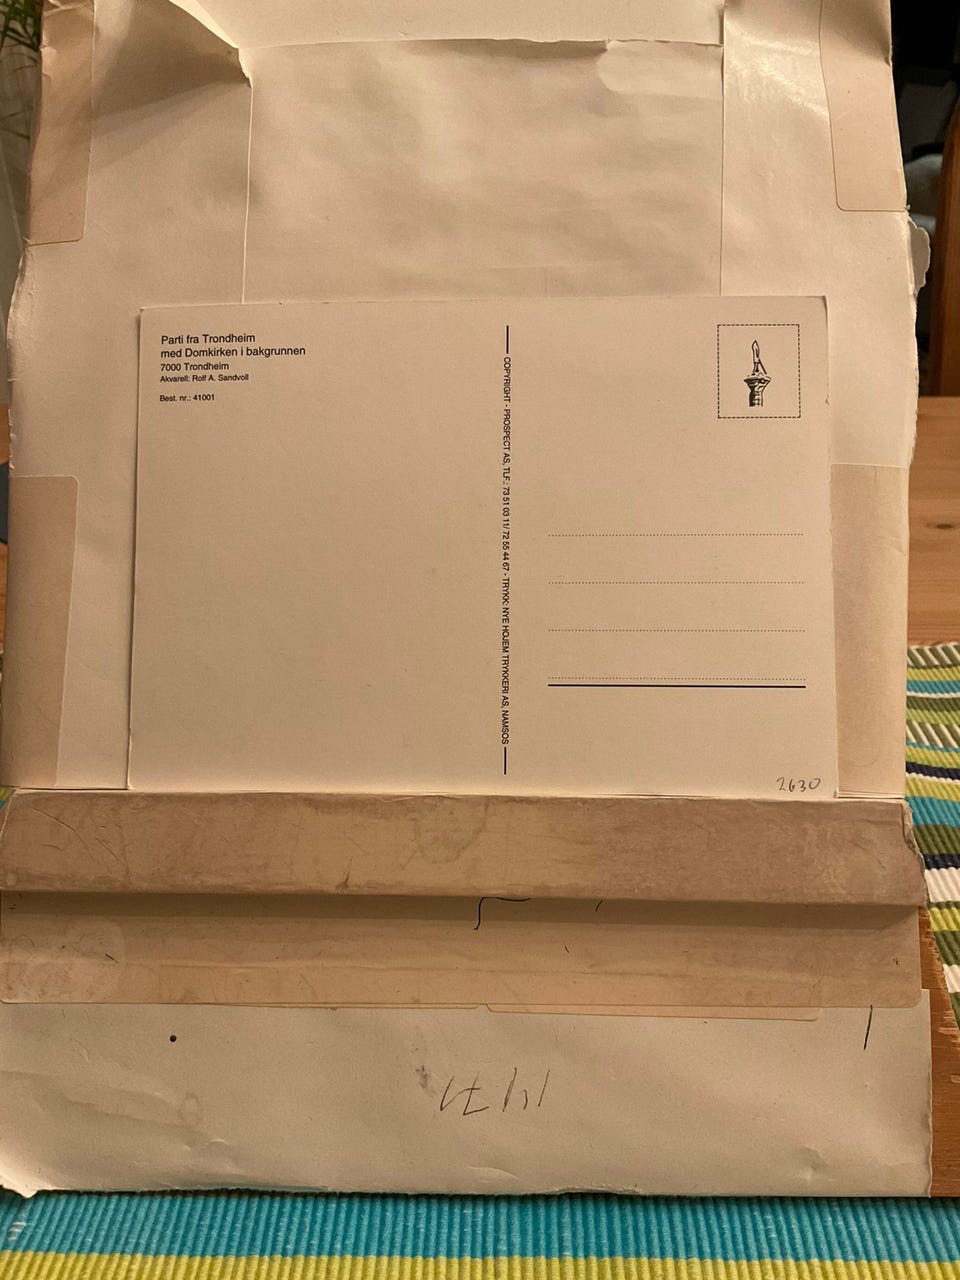 Parti fra Trondheim
med Domkirken i bakgrunnen
7000 Trondheim
Akvarell: Rolf A. Sandvoll
Best. nr.: 41001
COPYRIGHT - PROSPECT AS, TLF.: 73 51 03 11/ 72 55 44 67 - TRYKK: NYE HOJEM TRYKKERI AS, NAMSOS
2630